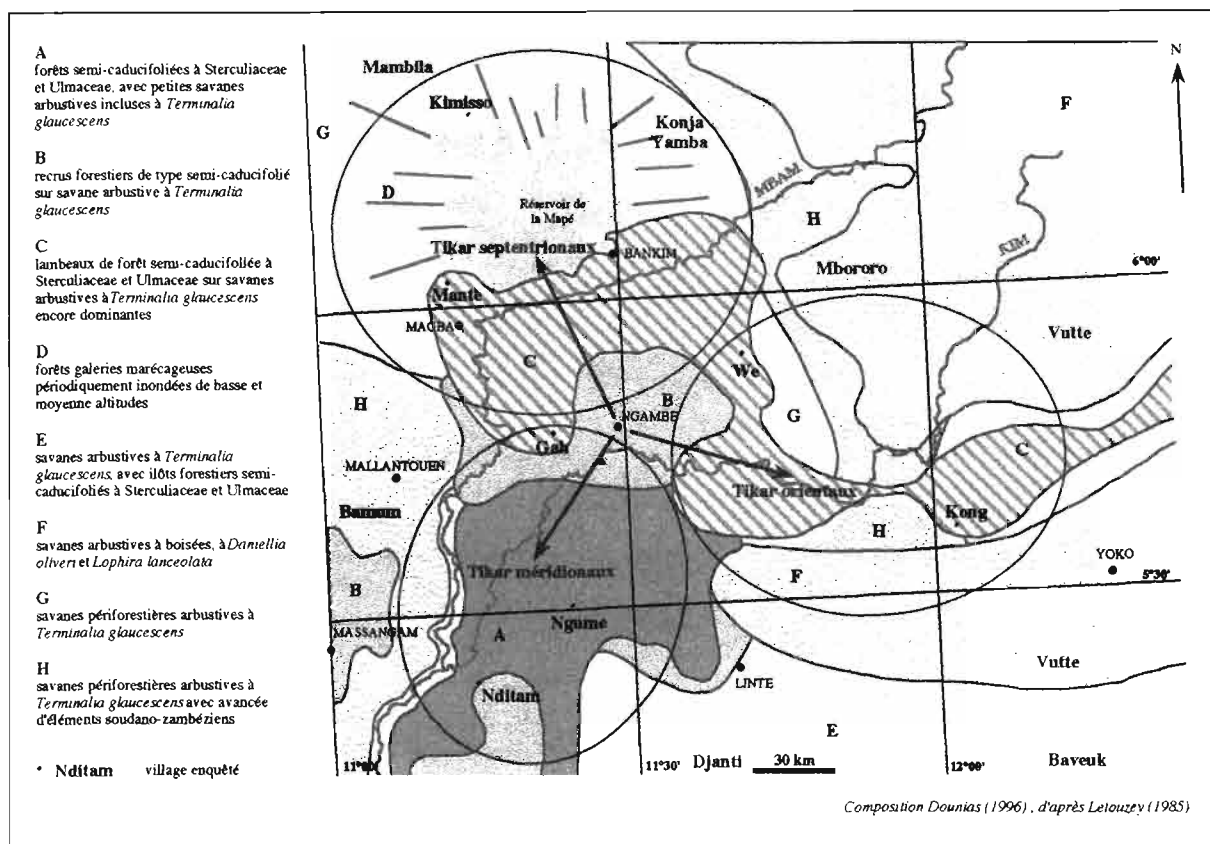 A
forêts semi-caducifoliées à Sterculiaceae
et Ulmaceae, avec petites savanes
arbustives incluses à Terminalia
glaucescens
B
recrus forestiers de type semi-caducifolié
sur savane arbustive à Terminalia
glaucescens
C
lambeaux de forêt semi-caducifoliée à
Sterculiaceae et Ulmaceae sur savanes
arbustives à Terminalia glaucescens
encore dominantes
D
forêts galeries marécageuses
périodiquement inondées de basse et
moyenne altitudes
E
savanes arbustives à Terminalia
glaucescens, avec ilôts forestiers semi-
caducifoliés à Sterculiaceae et Ulmaceae
F
savanes arbustives à boisées, à Daniellia
oliveri et Lophira lanceolata
G
savanes périforestières arbustives à
Terminalia glaucescens
H
savanes périforestières arbustives à
Terminalia glaucescens avec avancée
d'éléments soudano-zambéziens
• Nditam village enquêté
N
Mambila
Kimisso
Konja
Yamba
G
F
D
MBAM
Réservoir de
la Mapé
H
RIM
Tikar septentrionaux
BANKIM
Mbororo
6°00'
Mante
MAGBA
Vutte
C
We
H
B
G
NGAMBE
Gah
C
MALLANTOUEN
Tikar orientaux
Bamum
Kong
H
YOKO
Tikar méridionaux
F
5°30'
B
Ngume
MASSANGAM
A
Vutte
LINTE
Nditam
E
11°00'
11°30'
Djanti
30 km
12°00'
Baveuk
Composition Dounias (1996), d'après Letouzey (1985)